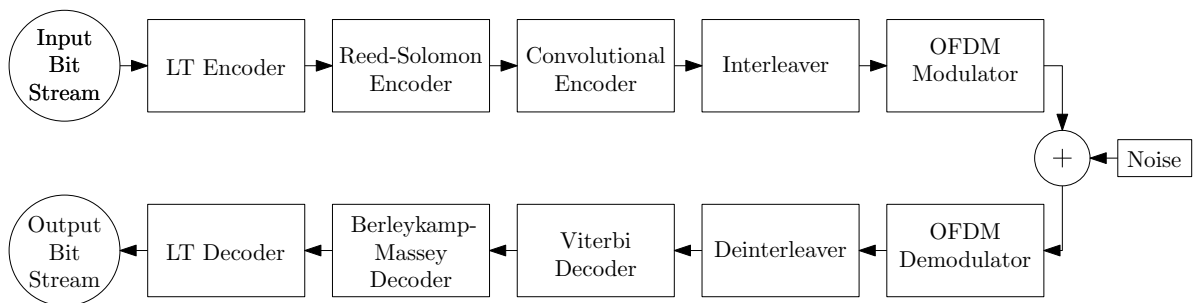 Input
Bit
Stream
LT Encoder
Reed-Solomon
Encoder
Convolutional
Encoder
Interleaver
OFDM
Modulator
+
Noise
Output
Bit
Stream
LT Decoder
Berleykamp-
Massey
Decoder
Viterbi
Decoder
Deinterleaver
OFDM
Demodulator